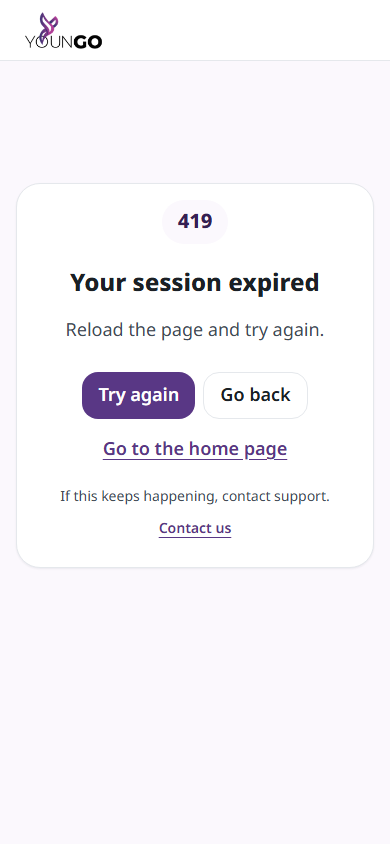 YOUNGO
419
Your session expired
Reload the page and try again.
Try again
Go back
Go to the home page
If this keeps happening, contact support.
Contact us